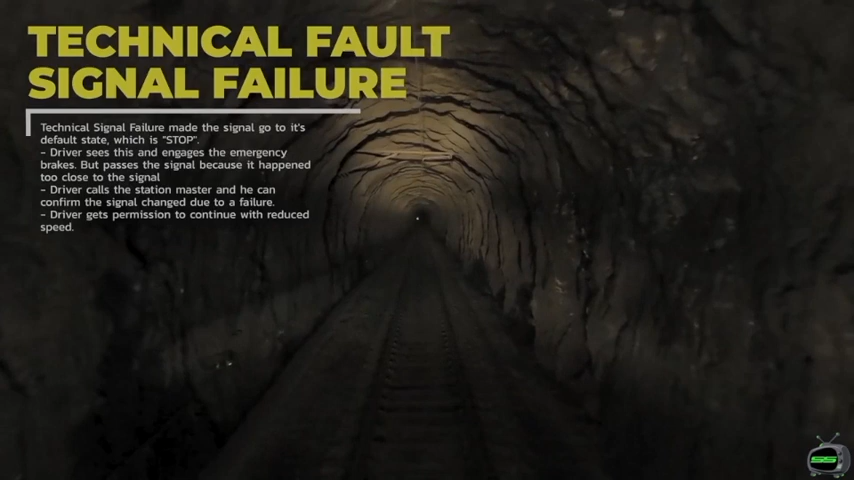 TECHNICAL FAULT
SIGNAL FAILURE
Technical Signal Failure made the signal go to it's
default state, which is "STOP".
- Driver sees this and engages the emergency
brakes. But passes the signal because it happened
too close to the signal
- Driver calls the station master and he can
confirm the signal changed due to a failure.
- Driver gets permission to continue with reduced
speed.